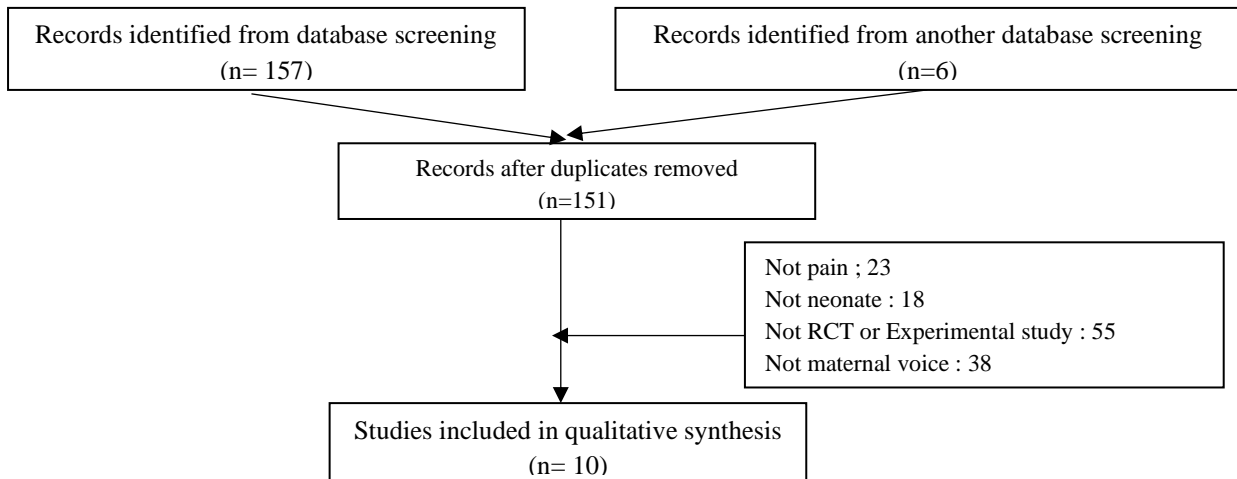 Records identified from database screening
(n= 157)
Records identified from another database screening
(n=6)
Records after duplicates removed
(n=151)
Not pain ; 23
Not neonate : 18
Not RCT or Experimental study : 55
Not maternal voice : 38
Studies included in qualitative synthesis
(n= 10)